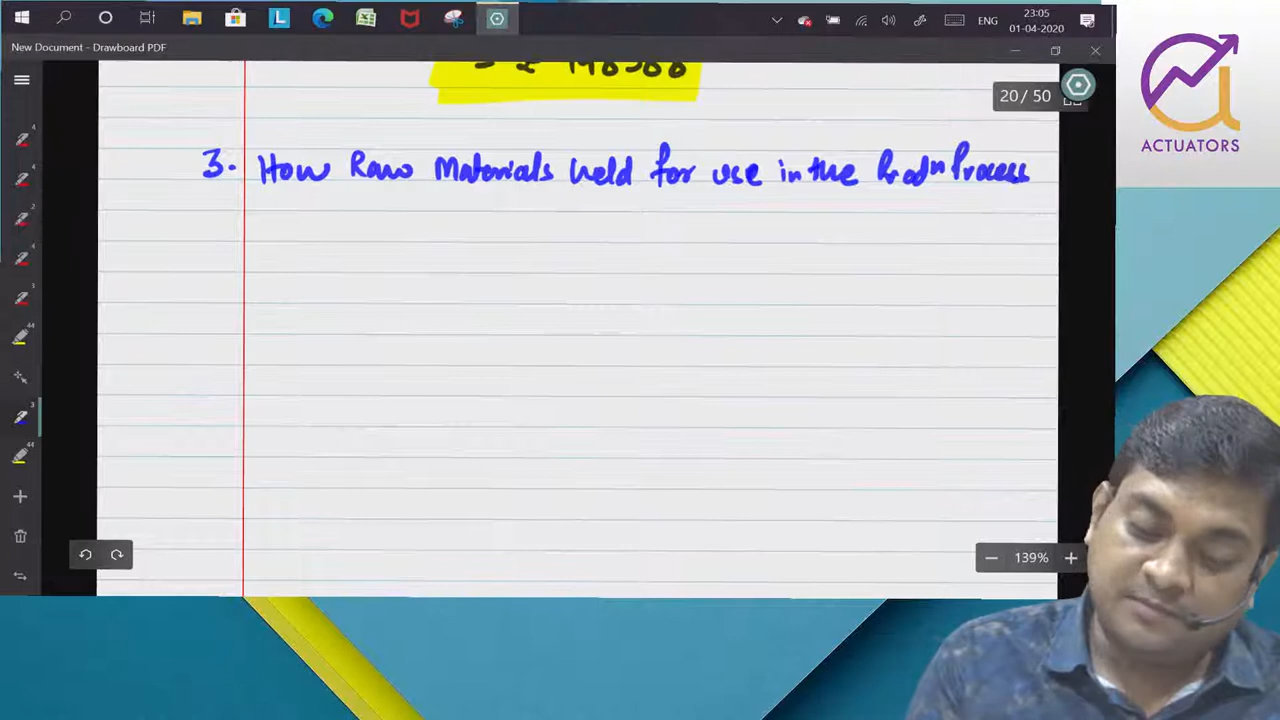 23:05
ENG
01-04-2020
New Document - Drawboard PDF
20 / 50
ACTUATORS
3. How Raw Materials held for use in the Prodn Process
139%